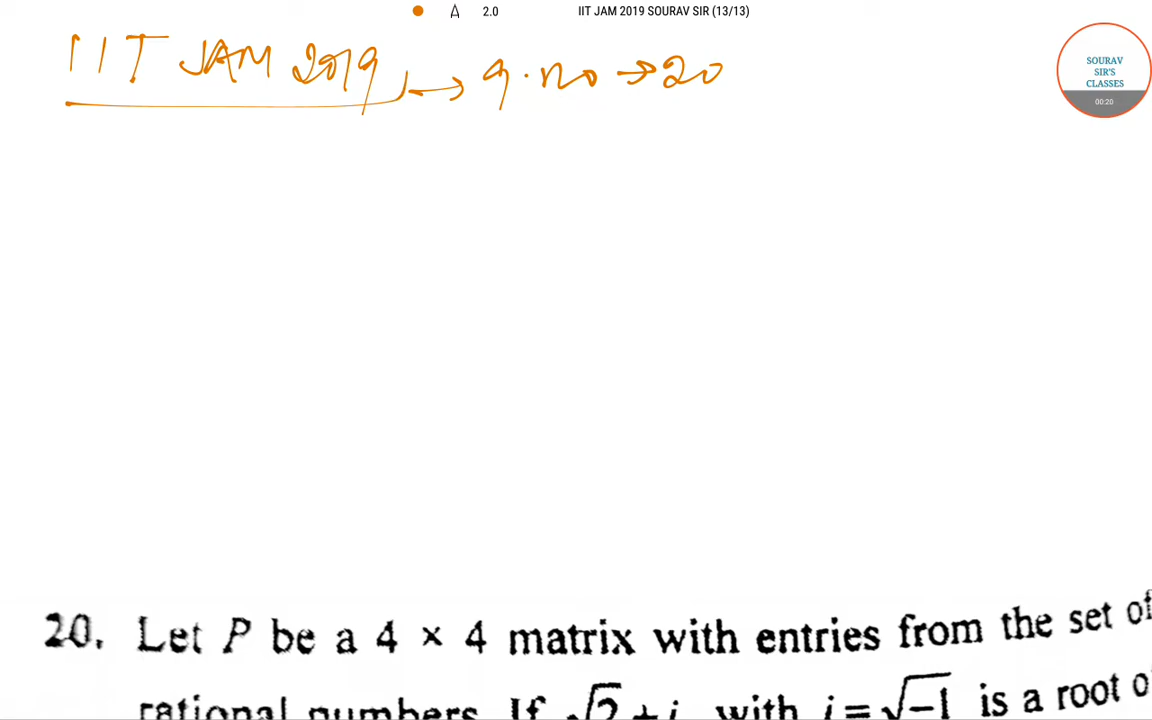 2.0 IIT JAM 2019 SOURAV SIR (13/13)
IIT JAM 2019 → q.no → 20
SOURAV
SIR'S
CLASSES
00:20
20. Let P be a 4 × 4 matrix with entries from the set of
rational numbers. If √2 + i, with i = √−1 is a root o